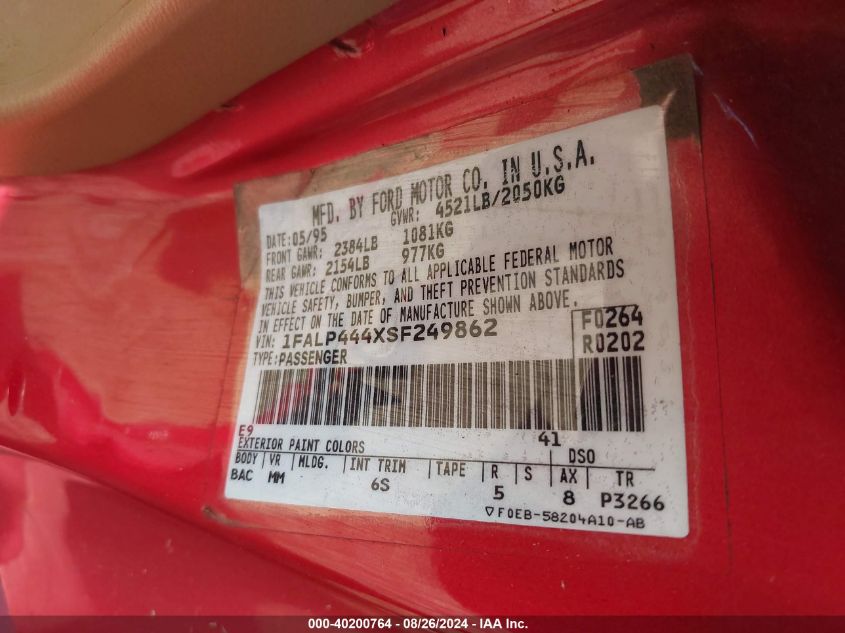 MFD. BY FORD MOTOR CO. IN U.S.A.
DATE: 05/95 GVWR: 4521LB/2050KG
FRONT GAWR: 2384LB 1081KG
REAR GAWR: 2154LB 977KG
THIS VEHICLE CONFORMS TO ALL APPLICABLE FEDERAL MOTOR
VEHICLE SAFETY, BUMPER, AND THEFT PREVENTION STANDARDS
IN EFFECT ON THE DATE OF MANUFACTURE SHOWN ABOVE.
VIN: 1FALP444XSF249862 F0264
TYPE: PASSENGER R0202
E9 41
EXTERIOR PAINT COLORS DSO
BODY VR MLDG. INT TRIM TAPE R S AX TR
BAC MM 6S 5 8 P3266
▽F0EB-58204A10-AB
000-40200764 - 08/26/2024 - IAA Inc.